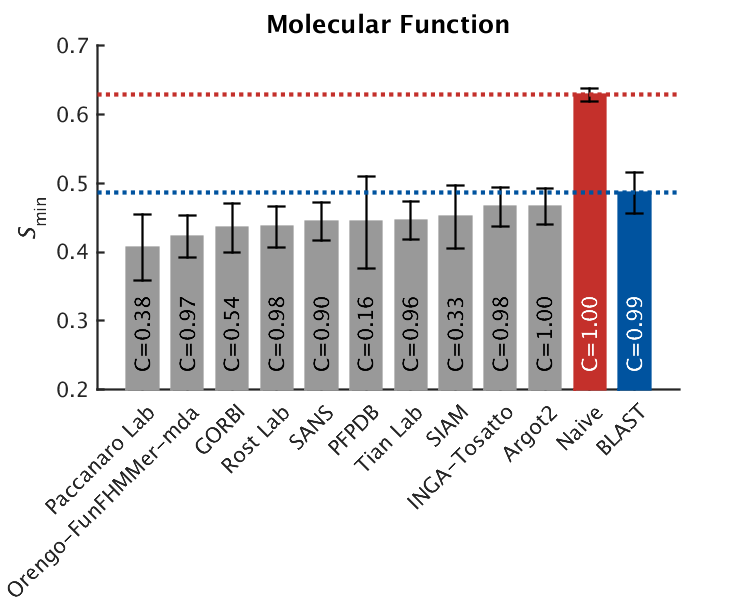 Molecular Function
0.7
0.6
0.5
0.4
0.3
0.2
Smin
C=0.38
C=0.97
C=0.54
C=0.98
C=0.90
C=0.16
C=0.96
C=0.33
C=0.98
C=1.00
C=1.00
C=0.99
Paccanaro Lab
Orengo-FunFHMMer-mda
GORBI
Rost Lab
SANS
PFPDB
Tian Lab
SIAM
INGA-Tosatto
Argot2
Naive
BLAST